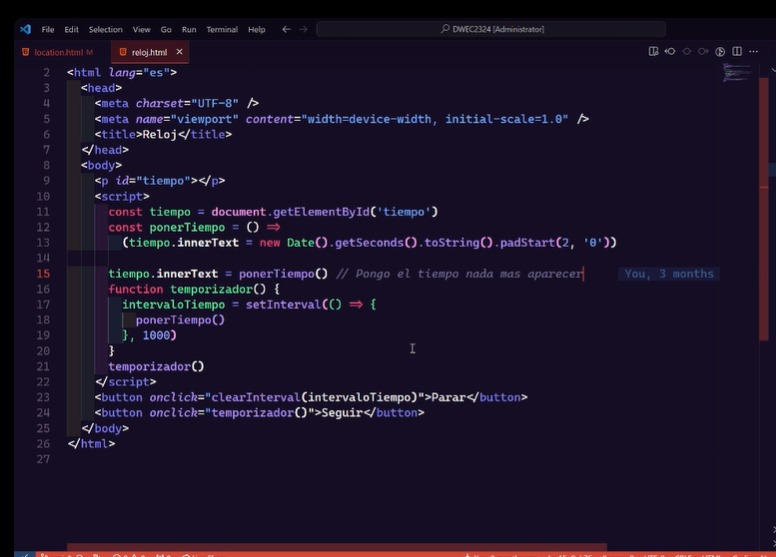 File Edit Selection View Go Run Terminal Help DWEC2324 [Administrator]
location.html M reloj.html
2 <html lang="es">
3 <head>
4 <meta charset="UTF-8" />
5 <meta name="viewport" content="width=device-width, initial-scale=1.0" />
6 <title>Reloj</title>
7 </head>
8 <body>
9 <p id="tiempo"></p>
10 <script>
11 const tiempo = document.getElementById('tiempo')
12 const ponerTiempo = () =>
13 (tiempo.innerText = new Date().getSeconds().toString().padStart(2, '0'))
14
15 tiempo.innerText = ponerTiempo() // Pongo el tiempo nada mas aparecer You, 3 months
16 function temporizador() {
17 intervaloTiempo = setInterval(() => {
18 ponerTiempo()
19 }, 1000)
20 }
21 temporizador()
22 </script>
23 <button onclick="clearInterval(intervaloTiempo)">Parar</button>
24 <button onclick="temporizador()">Seguir</button>
25 </body>
26 </html>
27